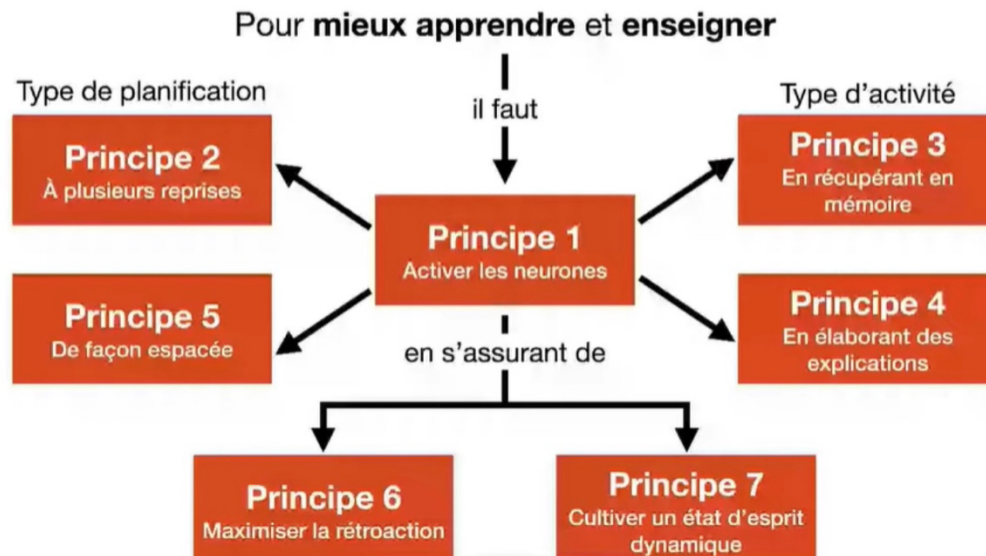 Pour mieux apprendre et enseigner
il faut
Type de planification
Principe 2
À plusieurs reprises
Type d'activité
Principe 3
En récupérant en
mémoire
Principe 1
Activer les neurones
Principe 5
De façon espacée
Principe 4
En élaborant des
explications
en s'assurant de
Principe 6
Maximiser la rétroaction
Principe 7
Cultiver un état d'esprit
dynamique